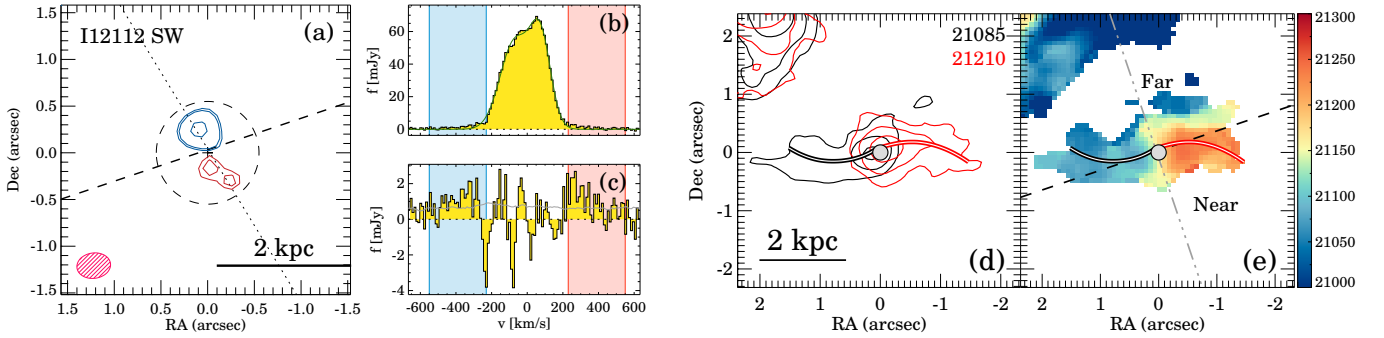 I12112 SW
(a)
1.5
1.0
0.5
0.0
-0.5
-1.0
-1.5
Dec (arcsec)
2 kpc
1.5 1.0 0.5 0.0 -0.5 -1.0 -1.5
RA (arcsec)
(b)
60
40
20
0
f [mJy]
(c)
2
0
-2
-4
f [mJy]
-600 -400 -200 0 200 400 600
v [km/s]
21085
21210
2
1
0
-1
-2
Dec (arcsec)
2 kpc
(d)
2 1 0 -1 -2
RA (arcsec)
Far
Near
(e)
2 1 0 -1 -2
RA (arcsec)
21300
21250
21200
21150
21100
21050
21000